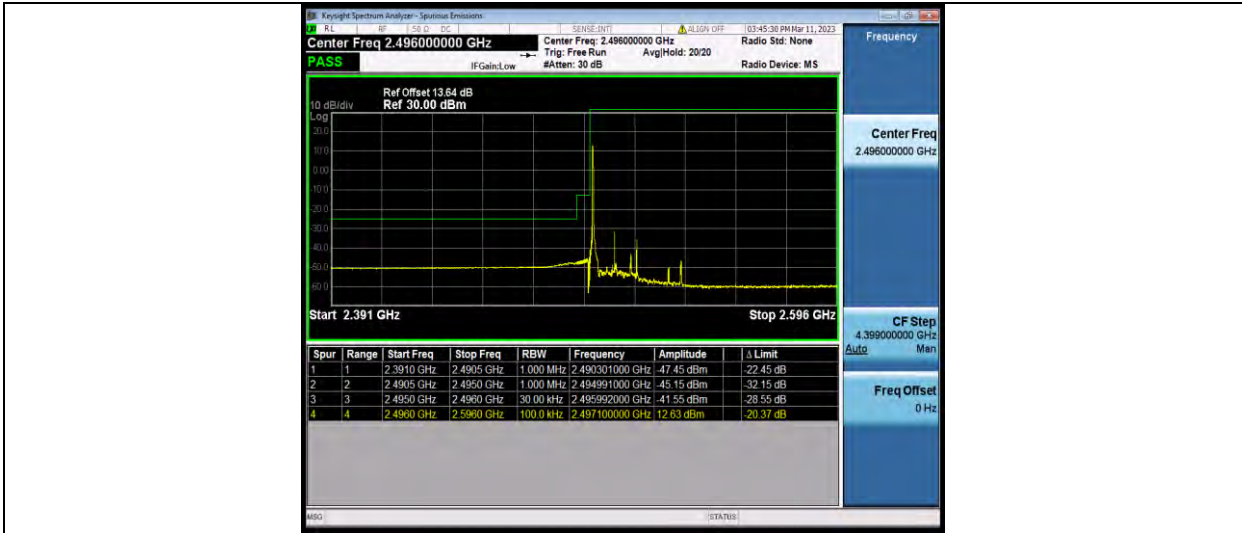 Keysight Spectrum Analyzer - Spurious Emissions
RL RF 50 Ω DC SENSE:INT ALIGN OFF 03:45:30 PM Mar 11, 2023
Center Freq 2.496000000 GHz
Center Freq: 2.496000000 GHz Radio Std: None
Trig: Free Run Avg|Hold: 20/20
PASS IFGain:Low #Atten: 30 dB Radio Device: MS
Frequency
Ref Offset 13.64 dB
10 dB/div Ref 30.00 dBm
Log
20.0
10.0
0.00
-10.0
-20.0
-30.0
-40.0
-50.0
-60.0
Start 2.391 GHz Stop 2.596 GHz
Center Freq
2.496000000 GHz
CF Step
4.399000000 GHz
Auto Man
Freq Offset
0 Hz
Spur Range Start Freq Stop Freq RBW Frequency Amplitude Δ Limit
1 1 2.3910 GHz 2.4905 GHz 1.000 MHz 2.490301000 GHz -47.45 dBm -22.45 dB
2 2 2.4905 GHz 2.4950 GHz 1.000 MHz 2.494991000 GHz -45.15 dBm -32.15 dB
3 3 2.4950 GHz 2.4960 GHz 30.00 kHz 2.495992000 GHz -41.55 dBm -28.55 dB
4 4 2.4960 GHz 2.5960 GHz 100.0 kHz 2.497100000 GHz 12.63 dBm -20.37 dB
MSG STATUS